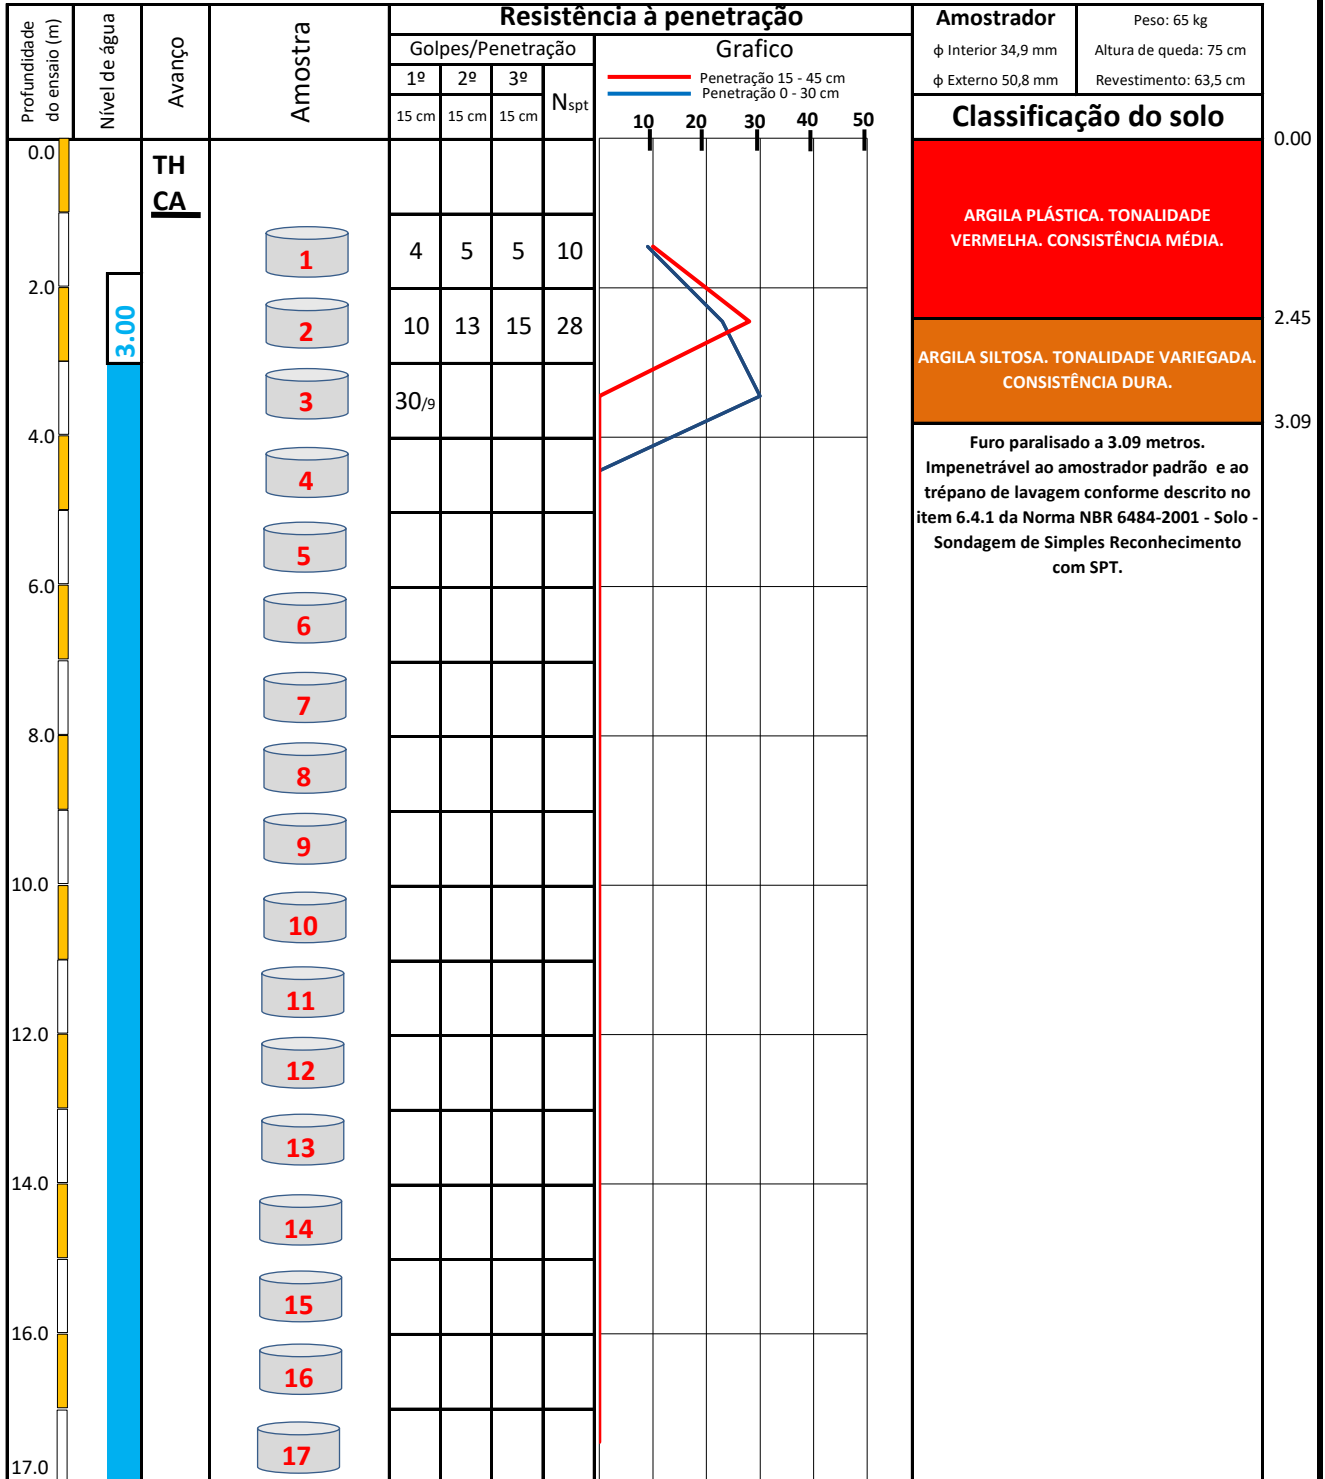 Profundidade
do ensaio (m)
Nível de água
Avanço
Amostra
Resistência à penetração
Golpes/Penetração
1º 2º 3º
Nspt
15 cm 15 cm 15 cm
Grafico
Penetração 15 - 45 cm
Penetração 0 - 30 cm
10 20 30 40 50
Amostrador
ϕ Interior 34,9 mm
ϕ Externo 50,8 mm
Peso: 65 kg
Altura de queda: 75 cm
Revestimento: 63,5 cm
Classificação do solo
0.0
TH
CA
0.00
ARGILA PLÁSTICA. TONALIDADE
VERMELHA. CONSISTÊNCIA MÉDIA.
1 4 5 5 10
2.0
3.00
2 10 13 15 28
2.45
ARGILA SILTOSA. TONALIDADE VARIEGADA.
CONSISTÊNCIA DURA.
3 30/9
3.09
4.0
Furo paralisado a 3.09 metros.
Impenetrável ao amostrador padrão e ao
trépano de lavagem conforme descrito no
item 6.4.1 da Norma NBR 6484-2001 - Solo -
Sondagem de Simples Reconhecimento
com SPT.
4
5
6.0
6
7
8.0
8
9
10.0
10
11
12.0
12
13
14.0
14
15
16.0
16
17
17.0